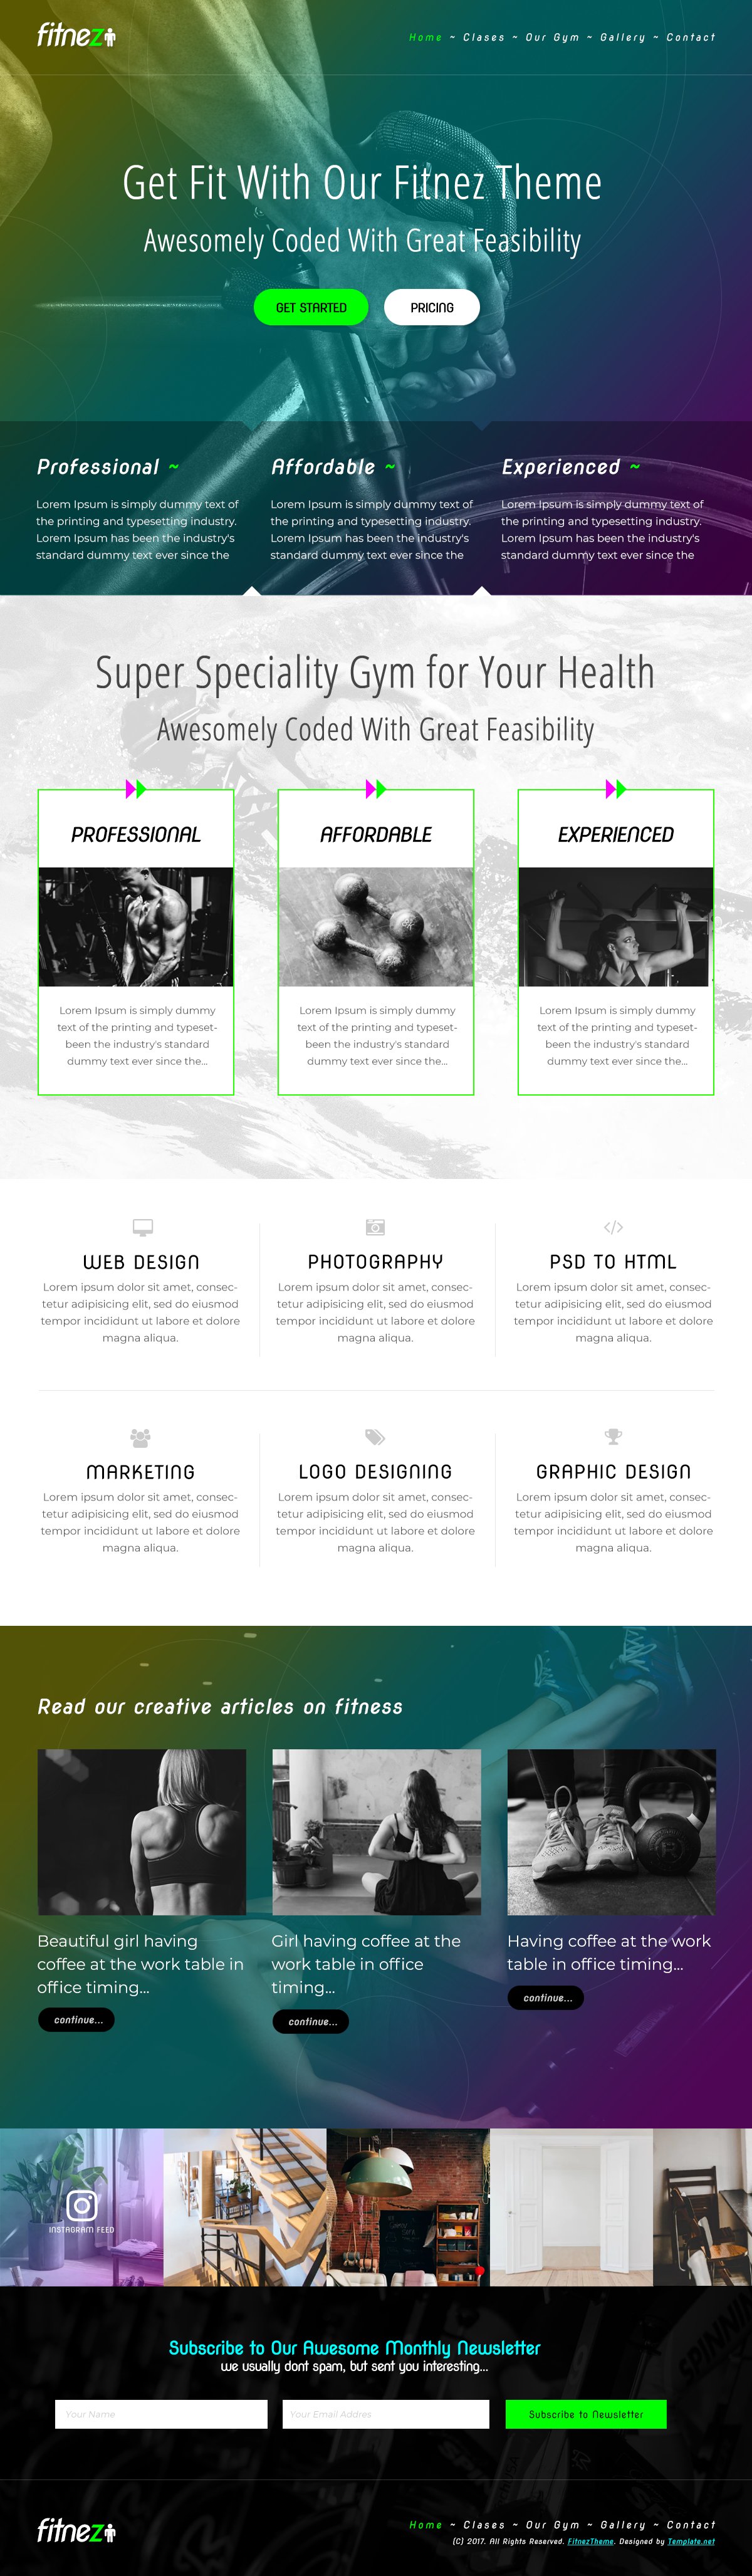 fitnez
Home ~ Clases ~ Our Gym ~ Gallery ~ Contact
Get Fit With Our Fitnez Theme
Awesomely Coded With Great Feasibility
GET STARTED
PRICING
Professional ~
Lorem Ipsum is simply dummy text of
the printing and typesetting industry.
Lorem Ipsum has been the industry's
standard dummy text ever since the
Affordable ~
Lorem Ipsum is simply dummy text of
the printing and typesetting industry.
Lorem Ipsum has been the industry's
standard dummy text ever since the
Experienced ~
Lorem Ipsum is simply dummy text of
the printing and typesetting industry.
Lorem Ipsum has been the industry's
standard dummy text ever since the
Super Speciality Gym for Your Health
Awesomely Coded With Great Feasibility
PROFESSIONAL
Lorem Ipsum is simply dummy
text of the printing and typeset-
been the industry's standard
dummy text ever since the...
AFFORDABLE
Lorem Ipsum is simply dummy
text of the printing and typeset-
been the industry's standard
dummy text ever since the...
EXPERIENCED
Lorem Ipsum is simply dummy
text of the printing and typeset-
been the industry's standard
dummy text ever since the...
WEB DESIGN
Lorem ipsum dolor sit amet, consec-
tetur adipisicing elit, sed do eiusmod
tempor incididunt ut labore et dolore
magna aliqua.
PHOTOGRAPHY
Lorem ipsum dolor sit amet, consec-
tetur adipisicing elit, sed do eiusmod
tempor incididunt ut labore et dolore
magna aliqua.
PSD TO HTML
Lorem ipsum dolor sit amet, consec-
tetur adipisicing elit, sed do eiusmod
tempor incididunt ut labore et dolore
magna aliqua.
MARKETING
Lorem ipsum dolor sit amet, consec-
tetur adipisicing elit, sed do eiusmod
tempor incididunt ut labore et dolore
magna aliqua.
LOGO DESIGNING
Lorem ipsum dolor sit amet, consec-
tetur adipisicing elit, sed do eiusmod
tempor incididunt ut labore et dolore
magna aliqua.
GRAPHIC DESIGN
Lorem ipsum dolor sit amet, consec-
tetur adipisicing elit, sed do eiusmod
tempor incididunt ut labore et dolore
magna aliqua.
Read our creative articles on fitness
Beautiful girl having
coffee at the work table in
office timing...
continue...
Girl having coffee at the
work table in office
timing...
continue...
Having coffee at the work
table in office timing...
continue...
INSTAGRAM FEED
Subscribe to Our Awesome Monthly Newsletter
we usually dont spam, but sent you interesting...
Your Name
Your Email Addres
Subscribe to Newsletter
fitnez
Home ~ Clases ~ Our Gym ~ Gallery ~ Contact
(C) 2017. All Rights Reserved. FitnezTheme. Designed by Template.net